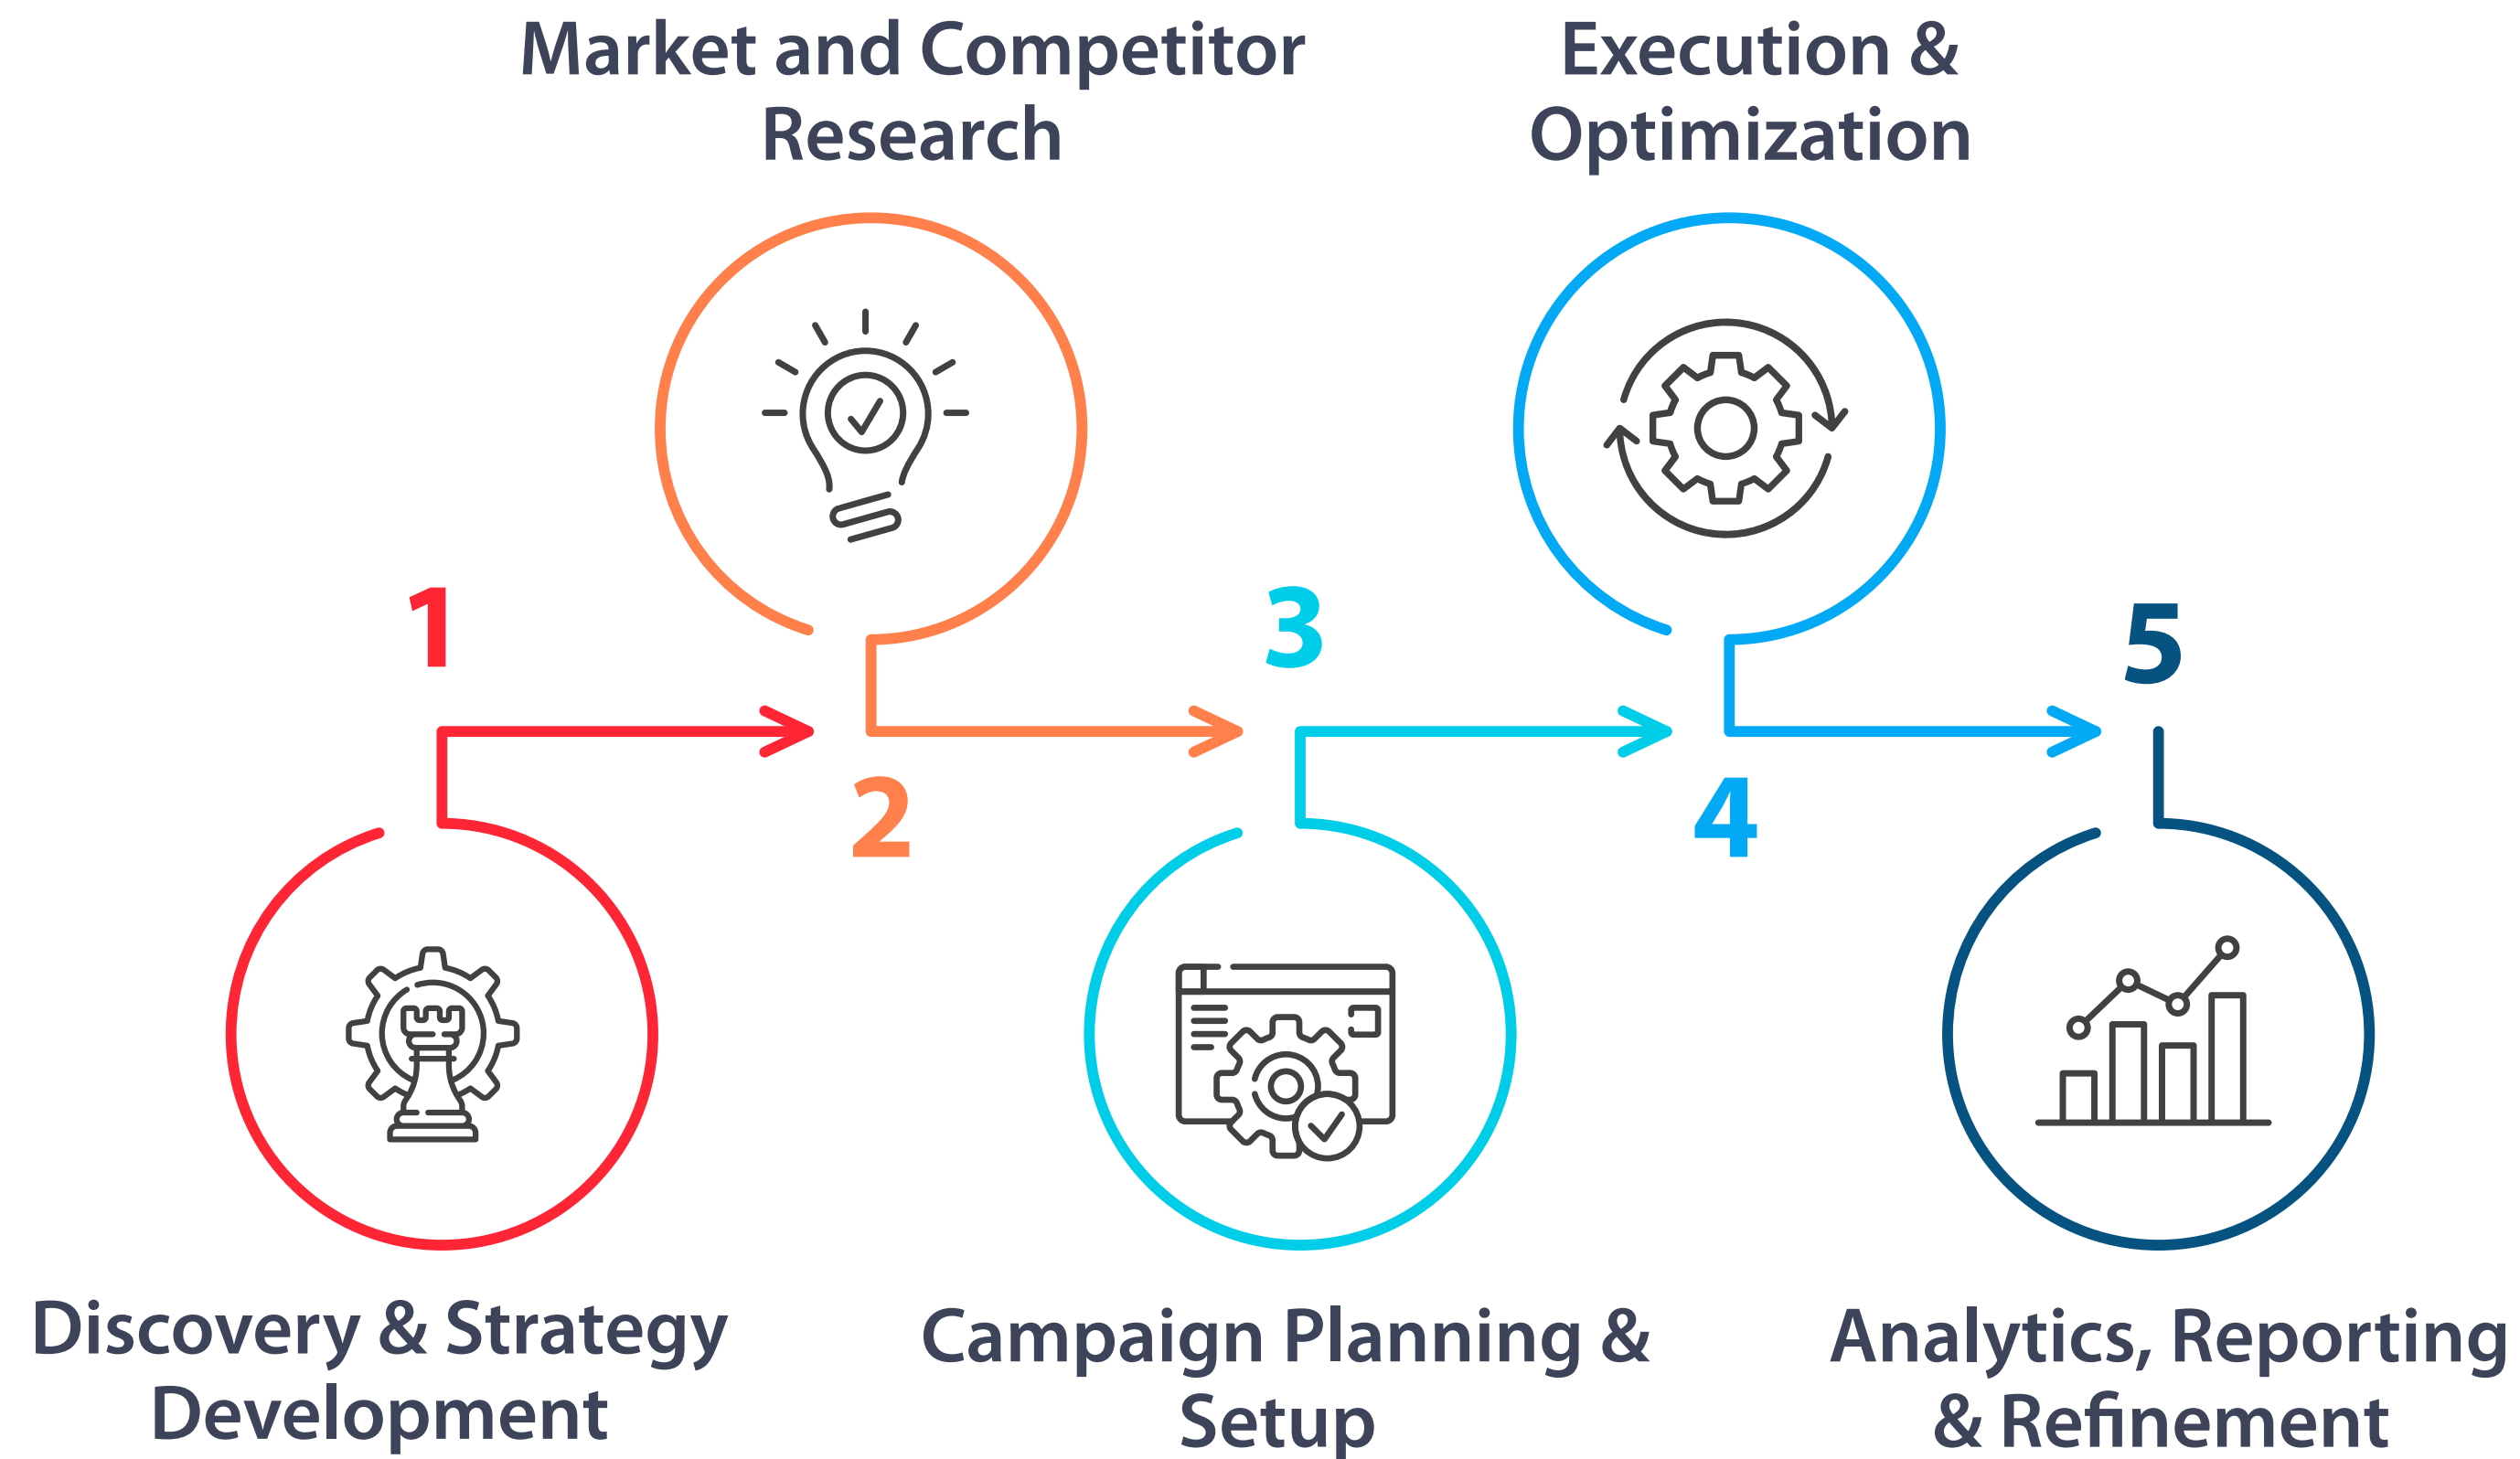 Market and Competitor
Research
Execution &
Optimization
1
2
3
4
5
Discovery & Strategy
Development
Campaign Planning &
Setup
Analytics, Reporting
& Refinement